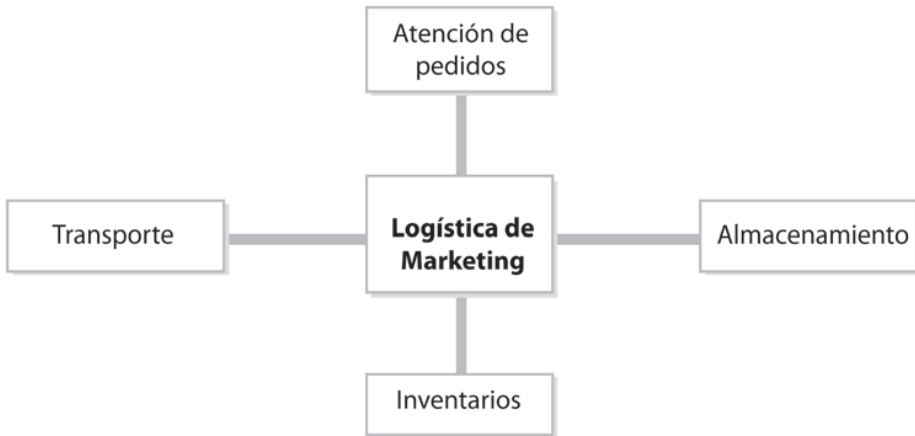 Atención de
pedidos
Transporte
Logística de
Marketing
Almacenamiento
Inventarios